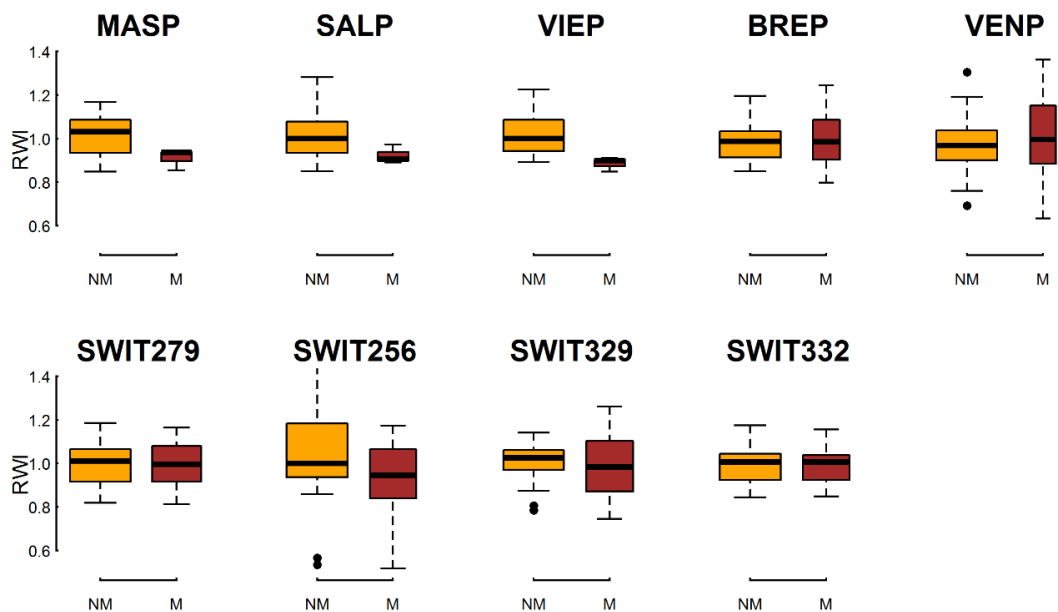 MASP SALP VIEP BREP VENP
1.4
1.2
1.0
0.8
0.6
RWI
NM M NM M NM M NM M NM M
SWIT279 SWIT256 SWIT329 SWIT332
1.4
1.2
1.0
0.8
0.6
RWI
NM M NM M NM M NM M